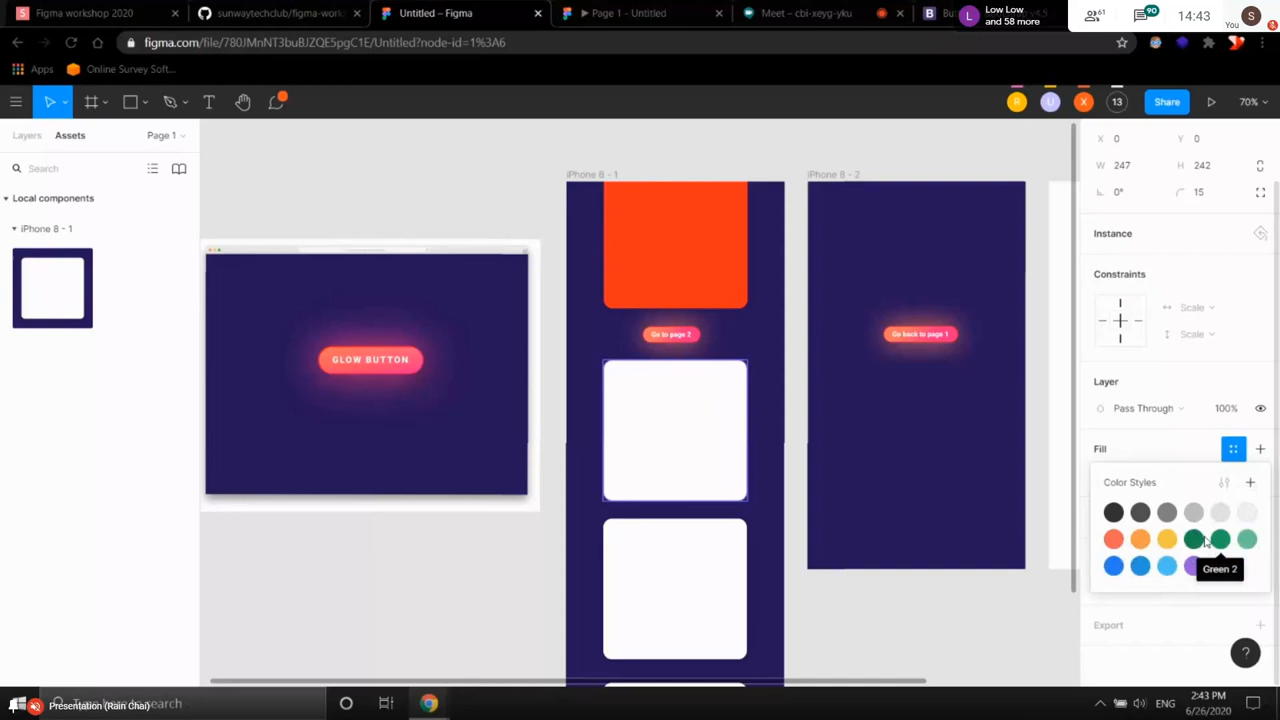 Figma workshop 2020
sunwaytechclub/figma-work
Untitled – Figma
Page 1 - Untitled
Meet – cbi-xeyg-yku
Low Low
and 58 more
61
90
14:43
You
S
L
figma.com/file/780JMnNT3buBJZQE5pgC1E/Untitled?node-id=1%3A6
Apps
Online Survey Soft...
R
U
X
13
Share
70%
Layers
Assets
Page 1
Search
Local components
iPhone 8 - 1
iPhone 8 - 1
Go to page 2
GLOW BUTTON
iPhone 8 - 2
Go back to page 1
X 0
Y 0
W 247
H 242
0°
15
Instance
Constraints
Scale
Scale
Layer
Pass Through
100%
Fill
Color Styles
Green 2
Export
?
ENG
2:43 PM
6/26/2020